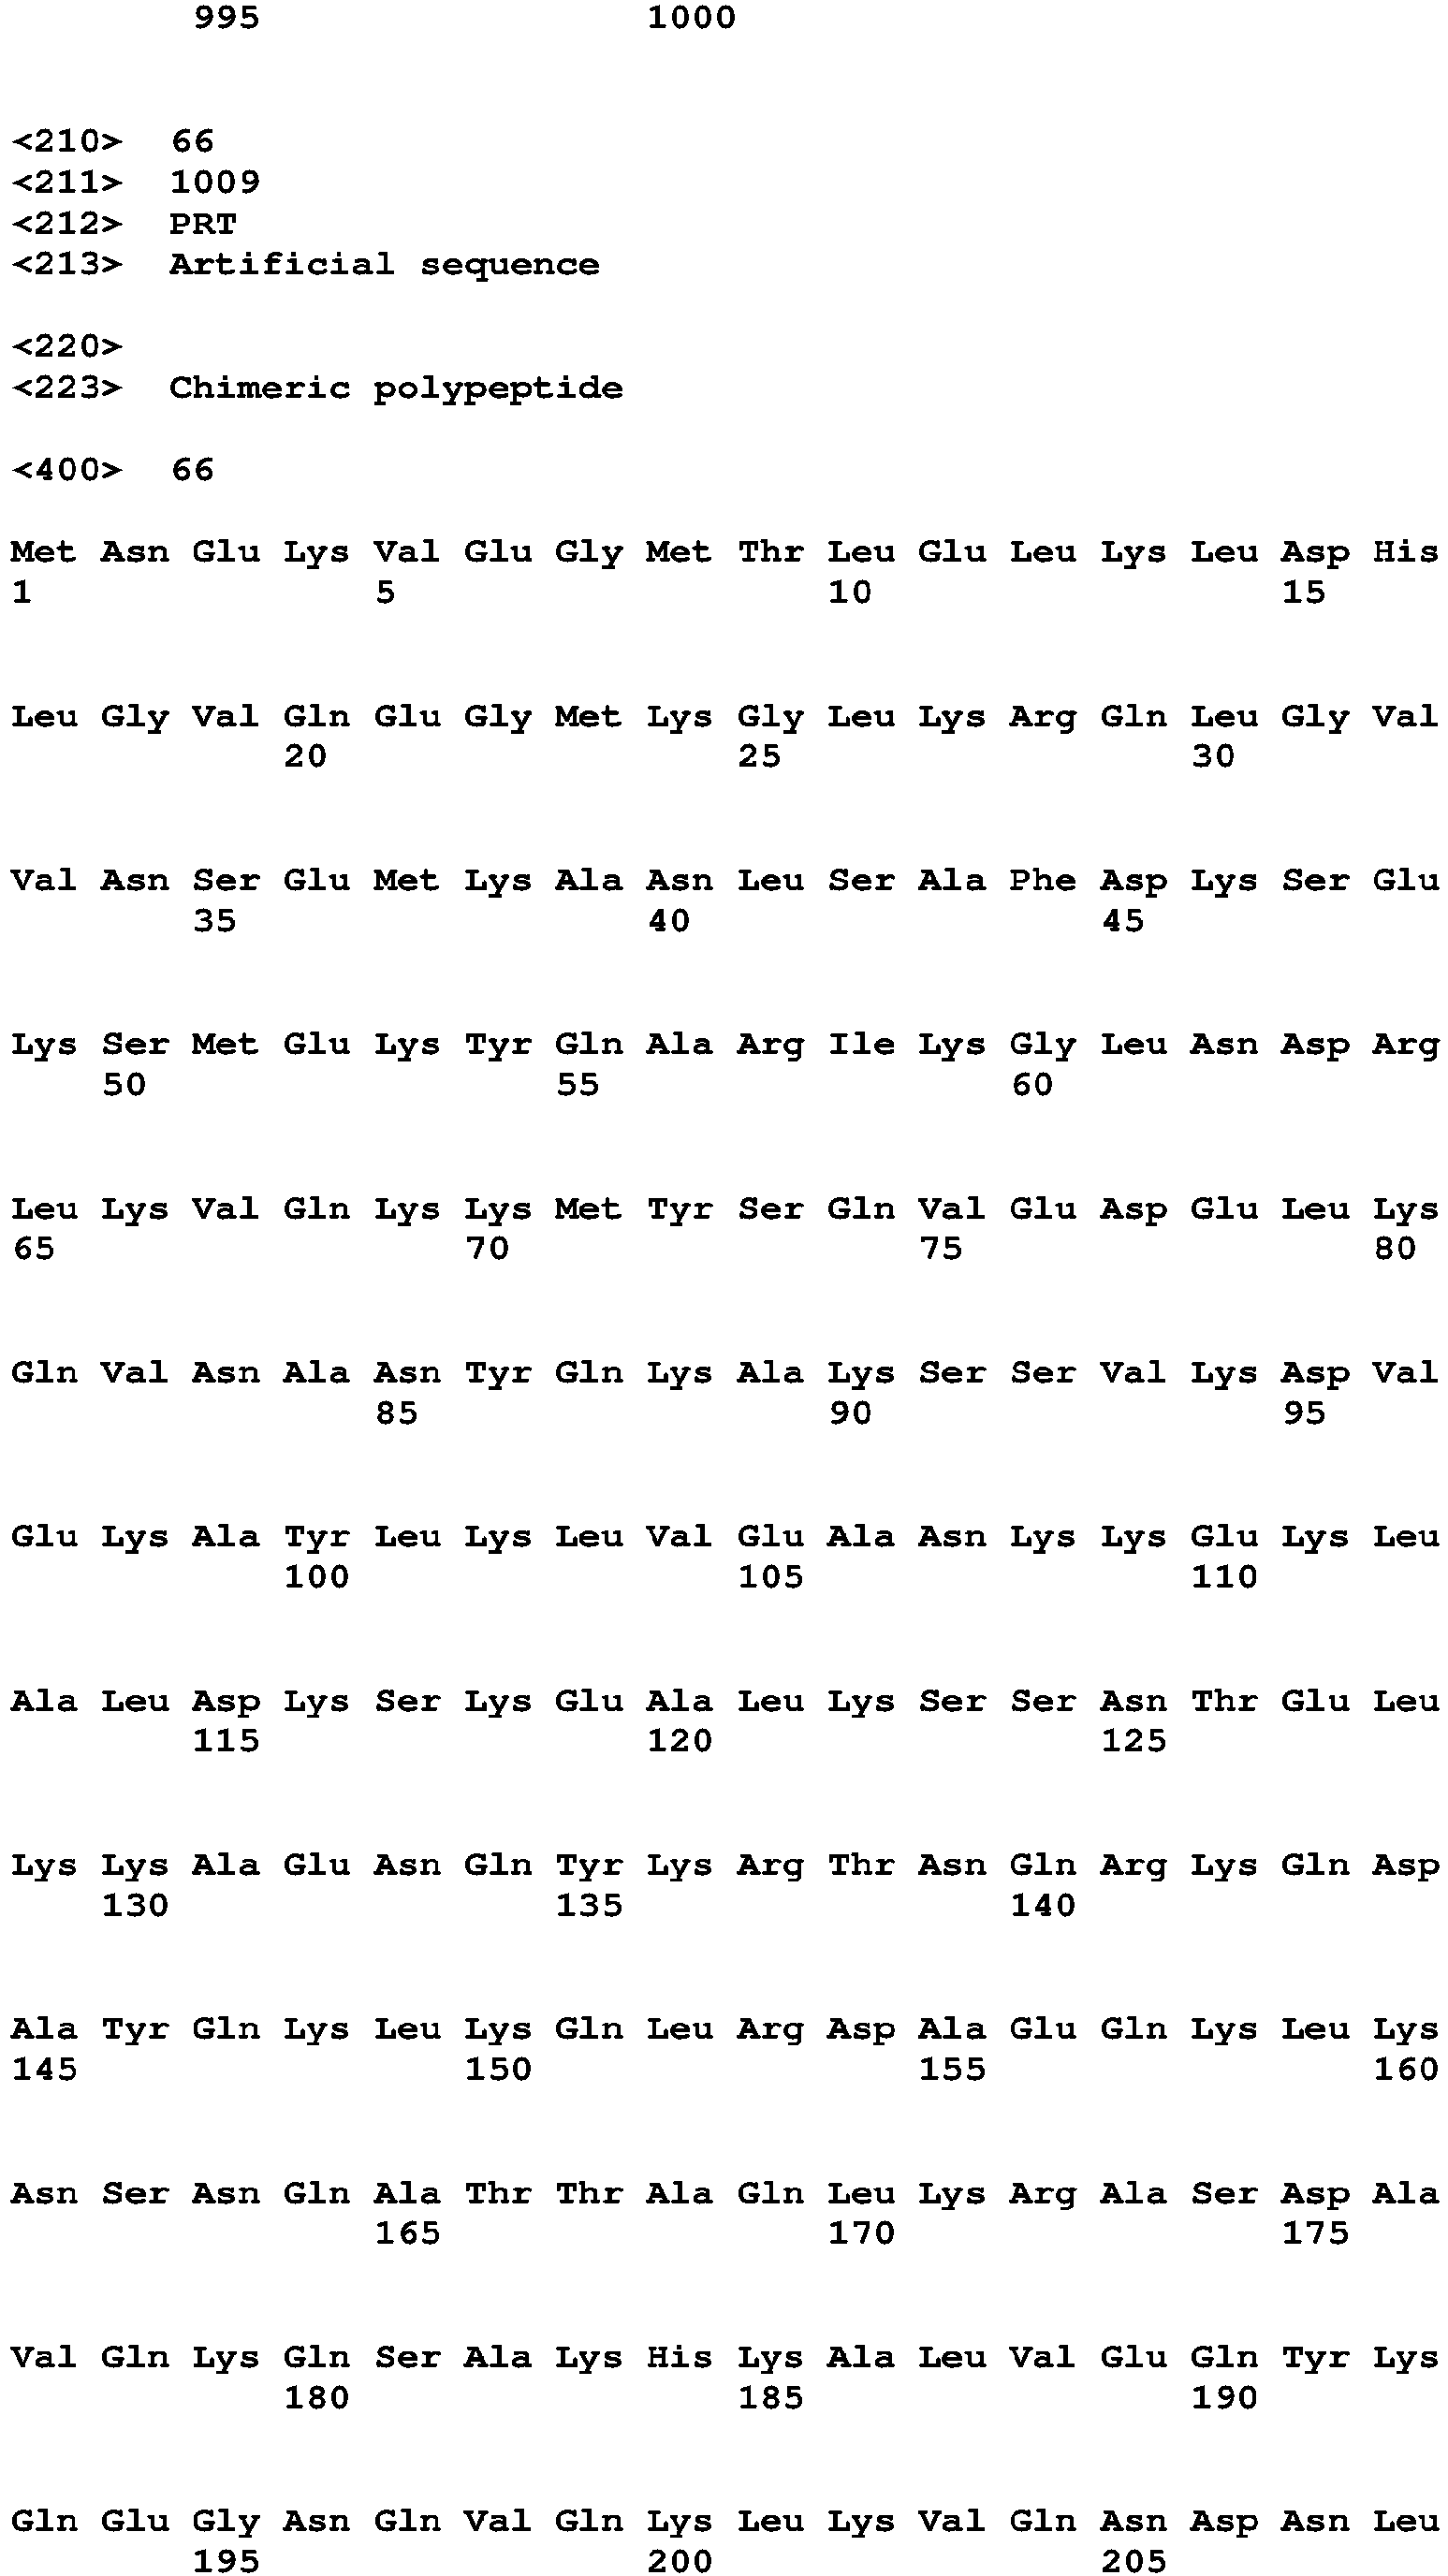 995 1000
<210> 66
<211> 1009
<212> PRT
<213> Artificial sequence
<220>
<223> Chimeric polypeptide
<400> 66
Met Asn Glu Lys Val Glu Gly Met Thr Leu Glu Leu Lys Leu Asp His
1 5 10 15
Leu Gly Val Gln Glu Gly Met Lys Gly Leu Lys Arg Gln Leu Gly Val
20 25 30
Val Asn Ser Glu Met Lys Ala Asn Leu Ser Ala Phe Asp Lys Ser Glu
35 40 45
Lys Ser Met Glu Lys Tyr Gln Ala Arg Ile Lys Gly Leu Asn Asp Arg
50 55 60
Leu Lys Val Gln Lys Lys Met Tyr Ser Gln Val Glu Asp Glu Leu Lys
65 70 75 80
Gln Val Asn Ala Asn Tyr Gln Lys Ala Lys Ser Ser Val Lys Asp Val
85 90 95
Glu Lys Ala Tyr Leu Lys Leu Val Glu Ala Asn Lys Lys Glu Lys Leu
100 105 110
Ala Leu Asp Lys Ser Lys Glu Ala Leu Lys Ser Ser Asn Thr Glu Leu
115 120 125
Lys Lys Ala Glu Asn Gln Tyr Lys Arg Thr Asn Gln Arg Lys Gln Asp
130 135 140
Ala Tyr Gln Lys Leu Lys Gln Leu Arg Asp Ala Glu Gln Lys Leu Lys
145 150 155 160
Asn Ser Asn Gln Ala Thr Thr Ala Gln Leu Lys Arg Ala Ser Asp Ala
165 170 175
Val Gln Lys Gln Ser Ala Lys His Lys Ala Leu Val Glu Gln Tyr Lys
180 185 190
Gln Glu Gly Asn Gln Val Gln Lys Leu Lys Val Gln Asn Asp Asn Leu
195 200 205